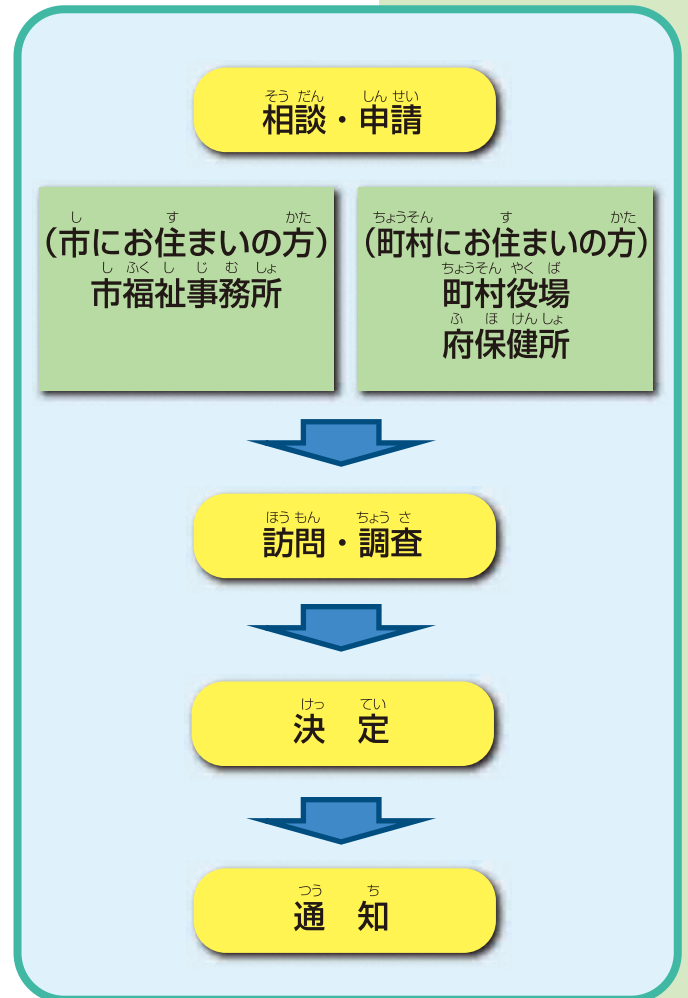 そうだん しんせい
相談・申請
し す かた
（市にお住まいの方）
し ふく し じ む しょ
市福祉事務所
ちょうそん す かた
（町村にお住まいの方）
ちょうそん やく ば
町村役場
ふ ほ けんしょ
府保健所
ほうもん ちょう さ
訪問・調査
けっ てい
決 定
つう ち
通 知